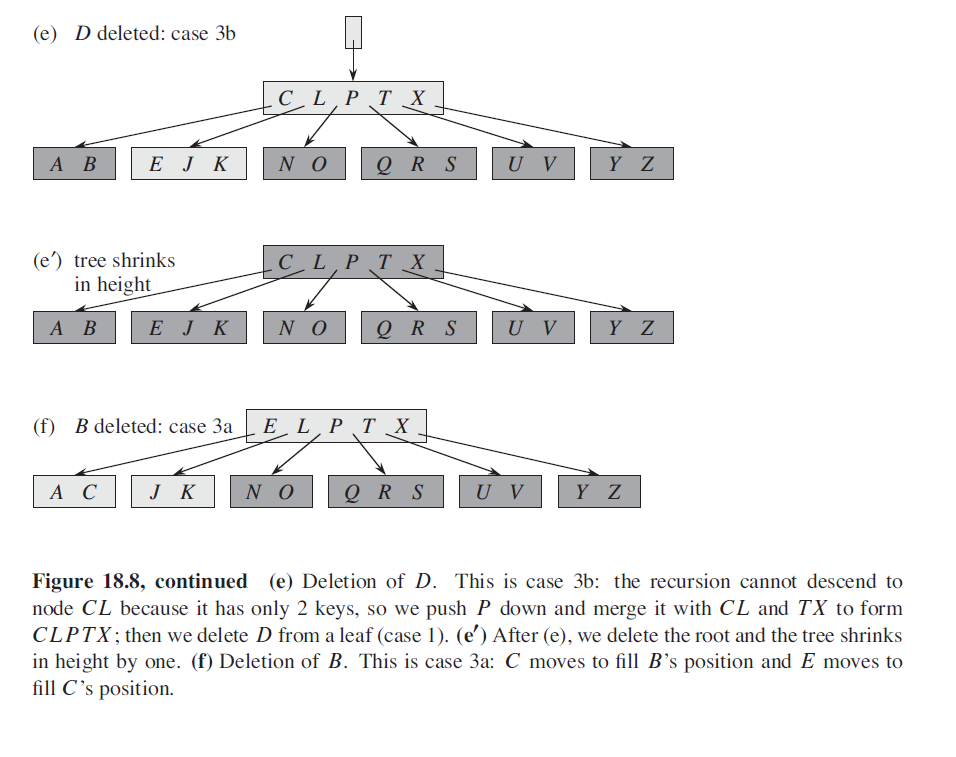 (e) D deleted: case 3b
C L P T X
A B E J K N O Q R S U V Y Z
(e′) tree shrinks
in height
C L P T X
A B E J K N O Q R S U V Y Z
(f) B deleted: case 3a
E L P T X
A C J K N O Q R S U V Y Z
Figure 18.8, continued (e) Deletion of D. This is case 3b: the recursion cannot descend to
node CL because it has only 2 keys, so we push P down and merge it with CL and TX to form
CLPTX; then we delete D from a leaf (case 1). (e′) After (e), we delete the root and the tree shrinks
in height by one. (f) Deletion of B. This is case 3a: C moves to fill B’s position and E moves to
fill C’s position.